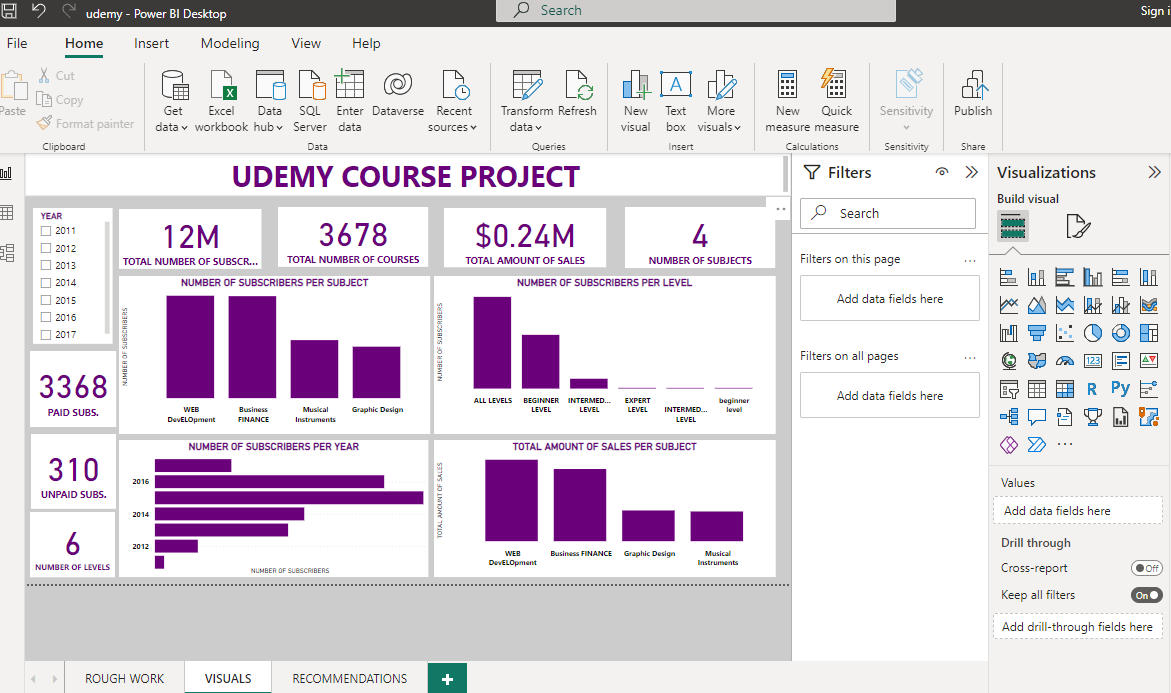 udemy - Power BI Desktop
Search
Sign i
File Home Insert Modeling View Help
Paste
Cut
Copy
Format painter
Clipboard
Get data
Excel workbook
Data hub
SQL Server
Enter data
Dataverse
Recent sources
Data
Transform data
Refresh
Queries
New visual
Text box
More visuals
Insert
New measure
Quick measure
Calculations
Sensitivity
Sensitivity
Publish
Share
UDEMY COURSE PROJECT
YEAR
2011
2012
2013
2014
2015
2016
2017
12M
TOTAL NUMBER OF SUBSCR...
3678
TOTAL NUMBER OF COURSES
$0.24M
TOTAL AMOUNT OF SALES
4
NUMBER OF SUBJECTS
3368
PAID SUBS.
310
UNPAID SUBS.
6
NUMBER OF LEVELS
NUMBER OF SUBSCRIBERS PER SUBJECT
NUMBER OF SUBSCRIBERS
WEB DevELOpment
Business FINANCE
Musical Instruments
Graphic Design
NUMBER OF SUBSCRIBERS PER LEVEL
NUMBER OF SUBSCRIBERS
ALL LEVELS
BEGINNER LEVEL
INTERMED... LEVEL
EXPERT LEVEL
INTERMED... LEVEL
beginner level
NUMBER OF SUBSCRIBERS PER YEAR
2016
2014
2012
NUMBER OF SUBSCRIBERS
TOTAL AMOUNT OF SALES PER SUBJECT
TOTAL AMOUNT OF SALES
WEB DevELOpment
Business FINANCE
Graphic Design
Musical Instruments
Filters
Search
Filters on this page
Add data fields here
Filters on all pages
Add data fields here
Visualizations
Build visual
123
R
Py
Values
Add data fields here
Drill through
Cross-report
Off
Keep all filters
On
Add drill-through fields here
ROUGH WORK
VISUALS
RECOMMENDATIONS
+